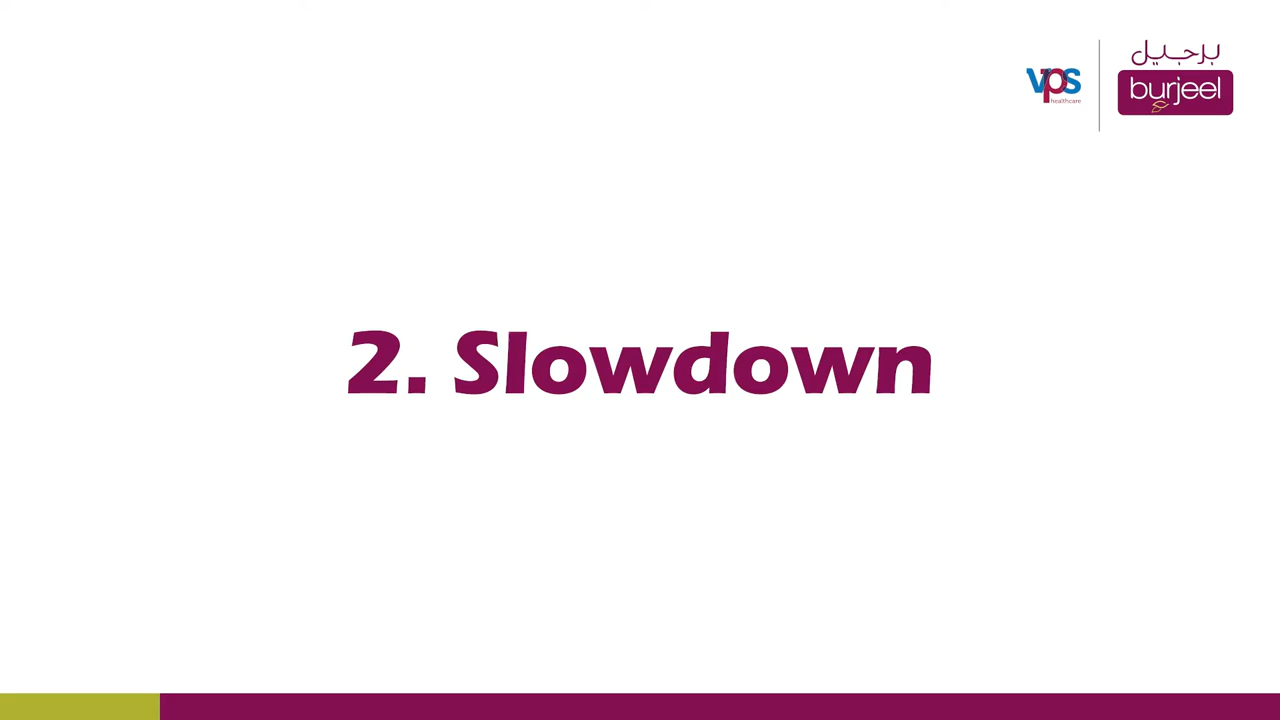 برجيل
VPS
healthcare
burjeel
2. Slowdown